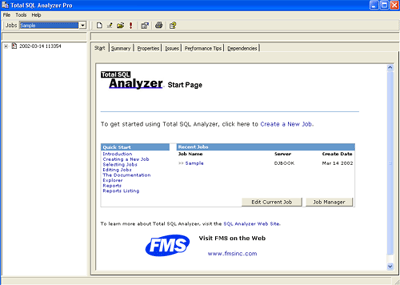 Total SQL Analyzer Pro
File Tools Help
Jobs Sample
2002-03-14 113354
Start Summary Properties Issues Performance Tips Dependencies
Total SQL
Analyzer Start Page
To get started using Total SQL Analyzer, click here to Create a New Job.
Quick Start
Introduction
Creating a New Job
Selecting Jobs
Editing Jobs
The Documentation
Explorer
Reports
Reports Listing
Recent Jobs
Job Name Server Create Date
>> Sample DJBOOK Mar 14 2002
Edit Current Job Job Manager
To learn more about Total SQL Analyzer, visit the SQL Analyzer Web Site.
FMS Visit FMS on the Web
www.fmsinc.com